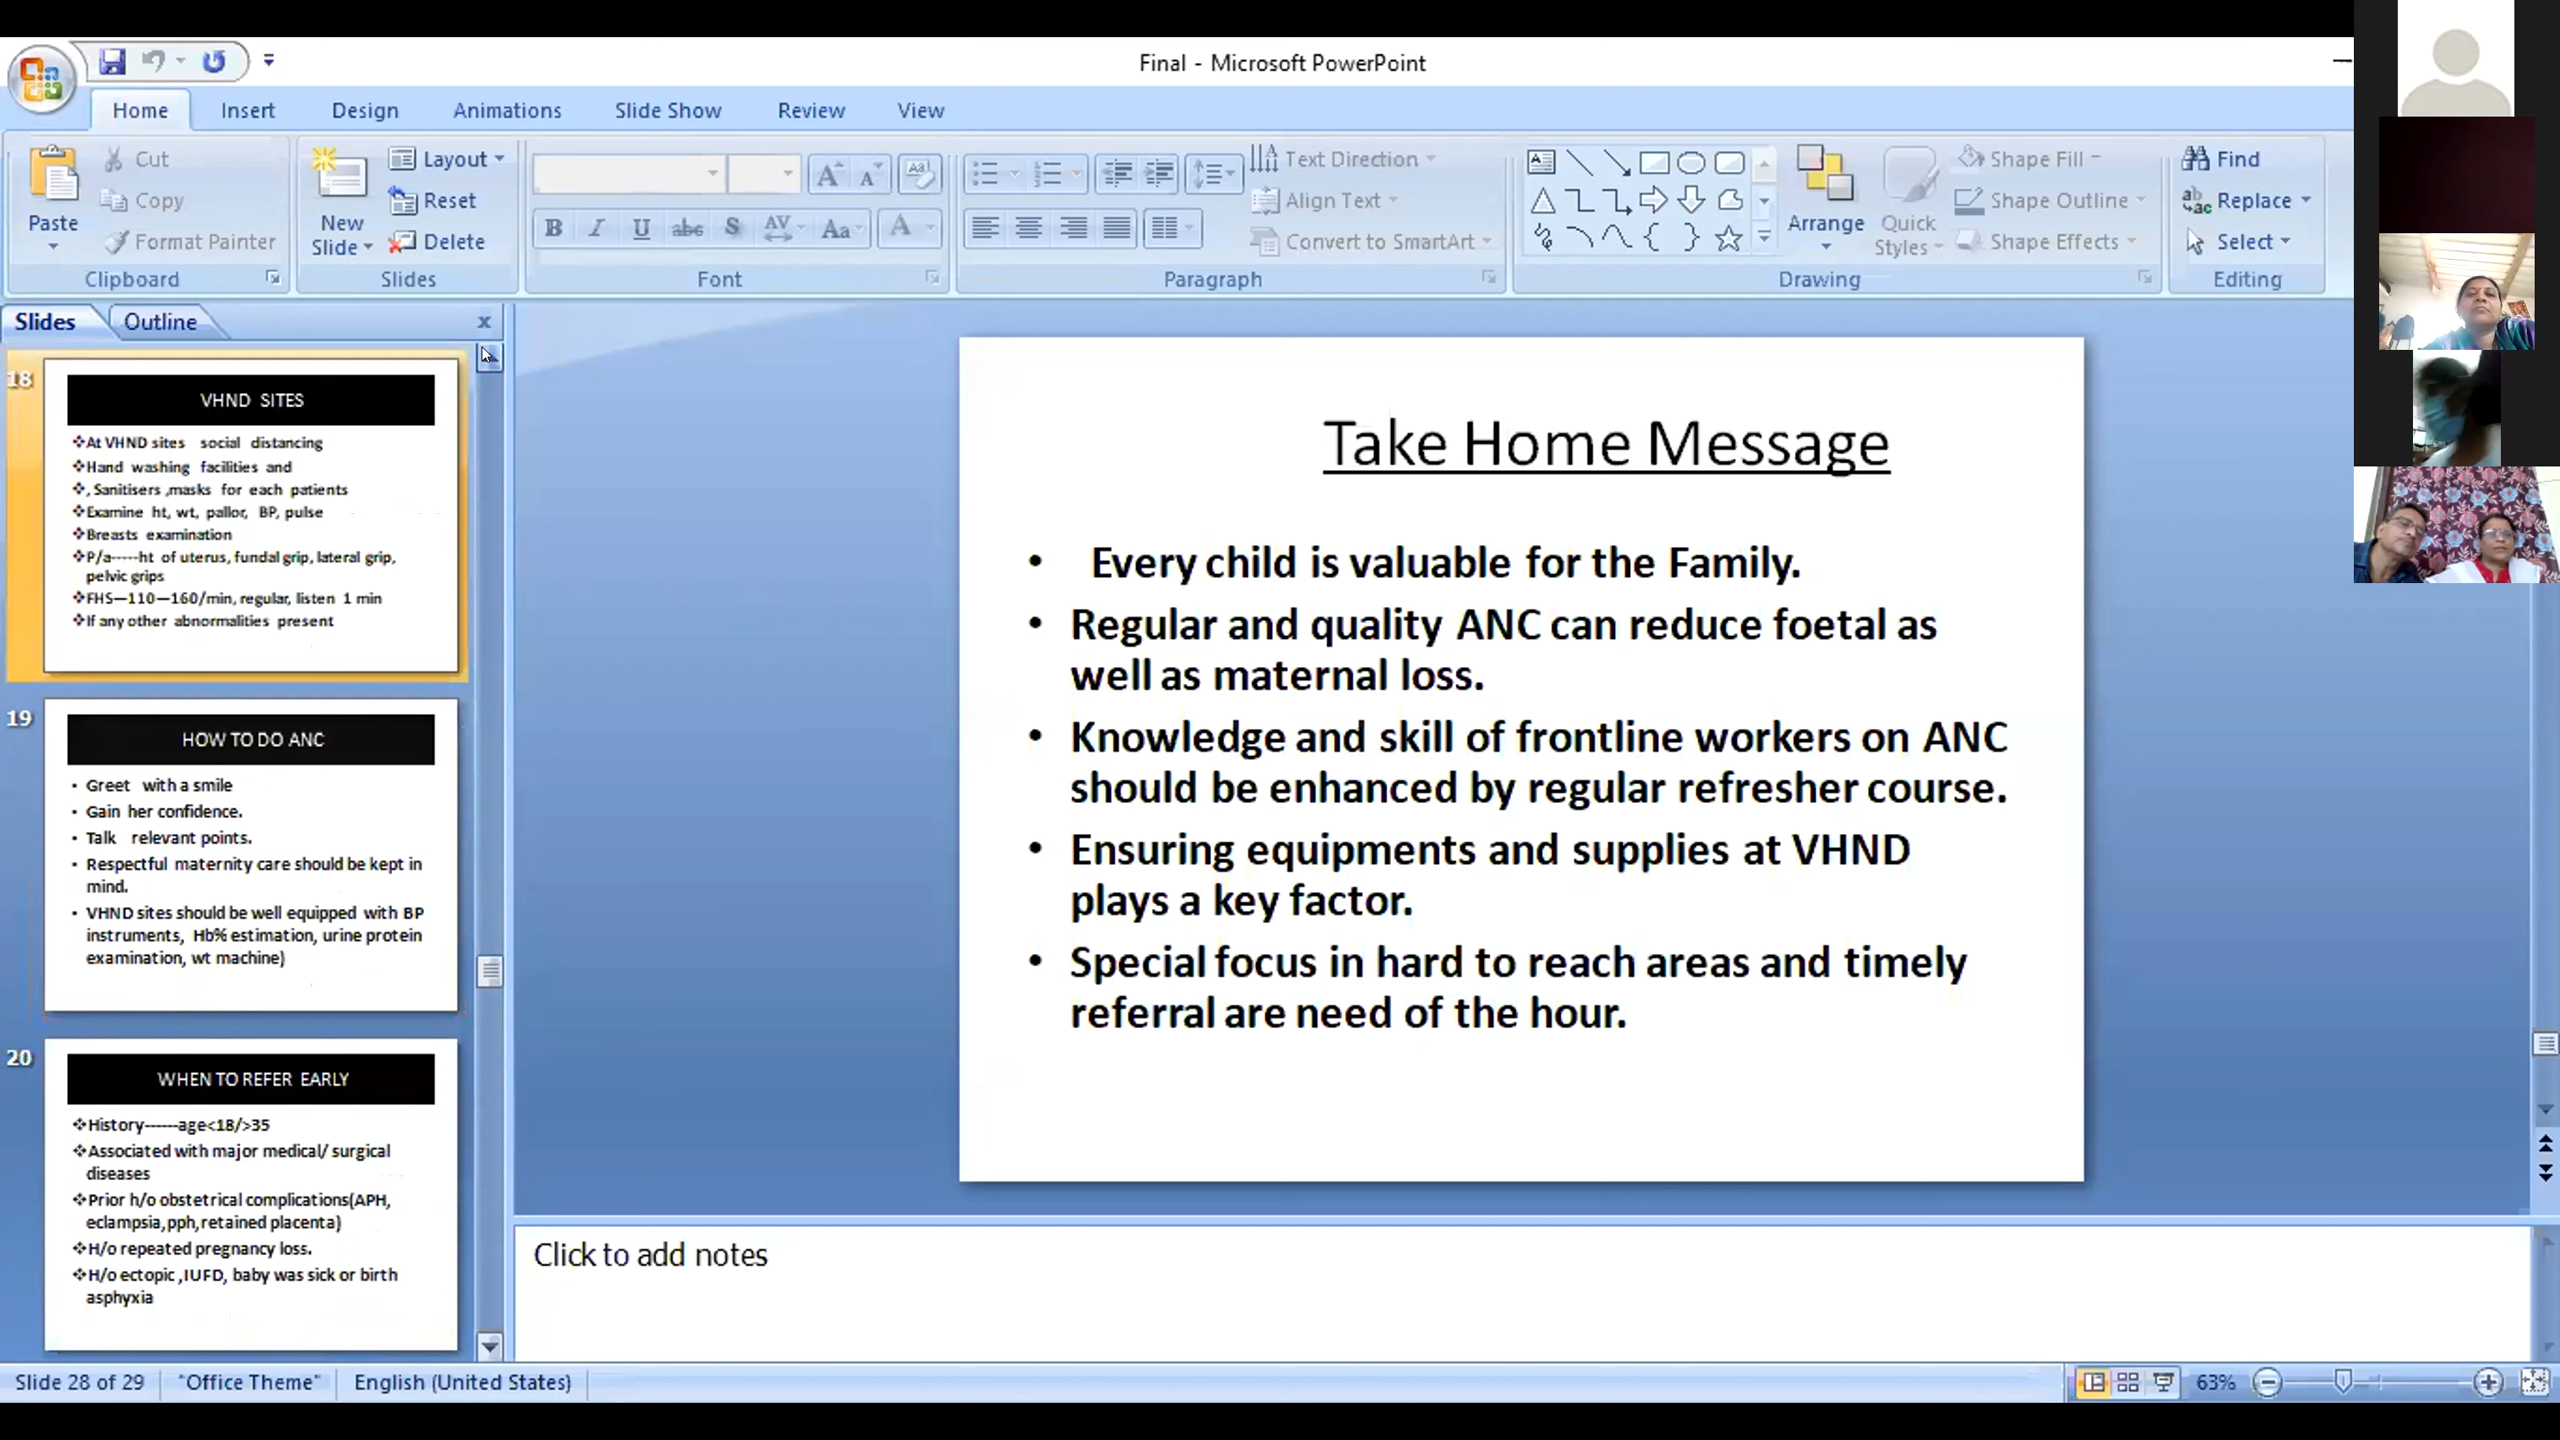 Final - Microsoft PowerPoint
Home Insert Design Animations Slide Show Review View
Paste
Cut
Copy
Format Painter
Clipboard
New Slide
Layout
Reset
Delete
Slides
B I U abc S AV Aa A
Font
Text Direction
Align Text
Convert to SmartArt
Paragraph
Arrange
Quick Styles
Shape Fill
Shape Outline
Shape Effects
Drawing
Find
Replace
Select
Editing
Slides Outline x
18
VHND SITES
❖At VHND sites social distancing
❖Hand washing facilities and
❖, Sanitisers ,masks for each patients
❖Examine ht, wt, pallor, BP, pulse
❖Breasts examination
❖P/a-----ht of uterus, fundal grip, lateral grip,
pelvic grips
❖FHS—110—160/min, regular, listen 1 min
❖If any other abnormalities present
19
HOW TO DO ANC
• Greet with a smile
• Gain her confidence.
• Talk relevant points.
• Respectful maternity care should be kept in
mind.
• VHND sites should be well equipped with BP
instruments, Hb% estimation, urine protein
examination, wt machine)
20
WHEN TO REFER EARLY
❖History------age<18/>35
❖Associated with major medical/ surgical
diseases
❖Prior h/o obstetrical complications(APH,
eclampsia,pph,retained placenta)
❖H/o repeated pregnancy loss.
❖H/o ectopic ,IUFD, baby was sick or birth
asphyxia
Take Home Message
• Every child is valuable for the Family.
• Regular and quality ANC can reduce foetal as
well as maternal loss.
• Knowledge and skill of frontline workers on ANC
should be enhanced by regular refresher course.
• Ensuring equipments and supplies at VHND
plays a key factor.
• Special focus in hard to reach areas and timely
referral are need of the hour.
Click to add notes
Slide 28 of 29 "Office Theme" English (United States) 63%